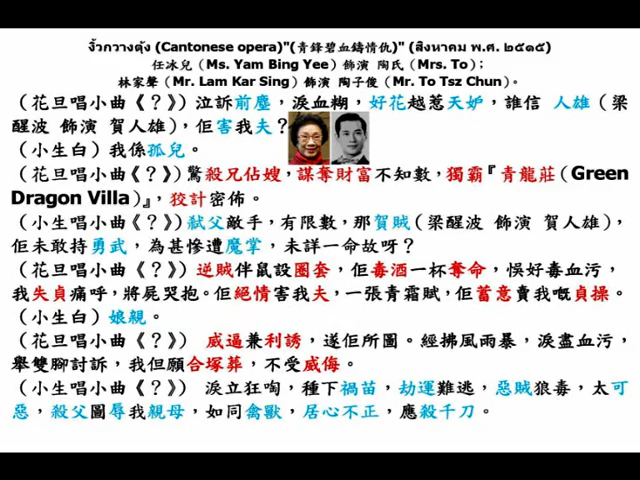 งิ้วกวางตุ้ง (Cantonese opera)"(青鋒碧血鑄情仇)" (สิงหาคม พ.ศ. ๒๕๑๕)
任冰兒（Ms. Yam Bing Yee）飾演 陶氏（Mrs. To）；
林家聲（Mr. Lam Kar Sing）飾演 陶子俊（Mr. To Tsz Chun）。
（花旦唱小曲《？》）泣訴前塵，淚血糊，好花越惹天妒，誰信 人雄（梁
醒波 飾演 賀人雄），佢害我夫？
（小生白）我係孤兒。
（花旦唱小曲《？》）驚殺兄佔嫂，謀奪財富不知數，獨霸『青龍莊（Green
Dragon Villa）』，狡計密佈。
（小生唱小曲《？》）弒父敵手，有限數，那賀賊（梁醒波 飾演 賀人雄），
佢未敢持勇武，為甚慘遭魔掌，未詳一命故呀？
（花旦唱小曲《？》）逆賊伴鼠設圈套，佢毒酒一杯奪命，悞好毒血污，
我失貞痛呼，將屍哭抱。佢絕情害我夫，一張青霜賦，佢蓄意賣我嘅貞操。
（小生白）娘親。
（花旦唱小曲《？》） 威逼兼利誘，遂佢所圖。經拂風雨暴，淚盡血污，
舉雙腳討訴，我但願合塚葬，不受威侮。
（小生唱小曲《？》） 淚立狂啕，種下禍苗，劫運難逃，惡賊狼毒，太可
惡，殺父圖辱我親母，如同禽獸，居心不正，應殺千刀。